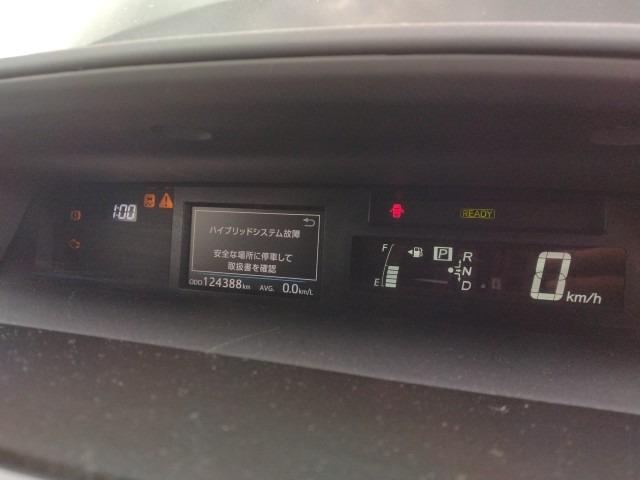 1:00
ハイブリッドシステム故障
安全な場所に停車して
取扱書を確認
ODO 124388 km AVG. 0.0 km/L
READY
F
E
P
R
N
D
0 km/h